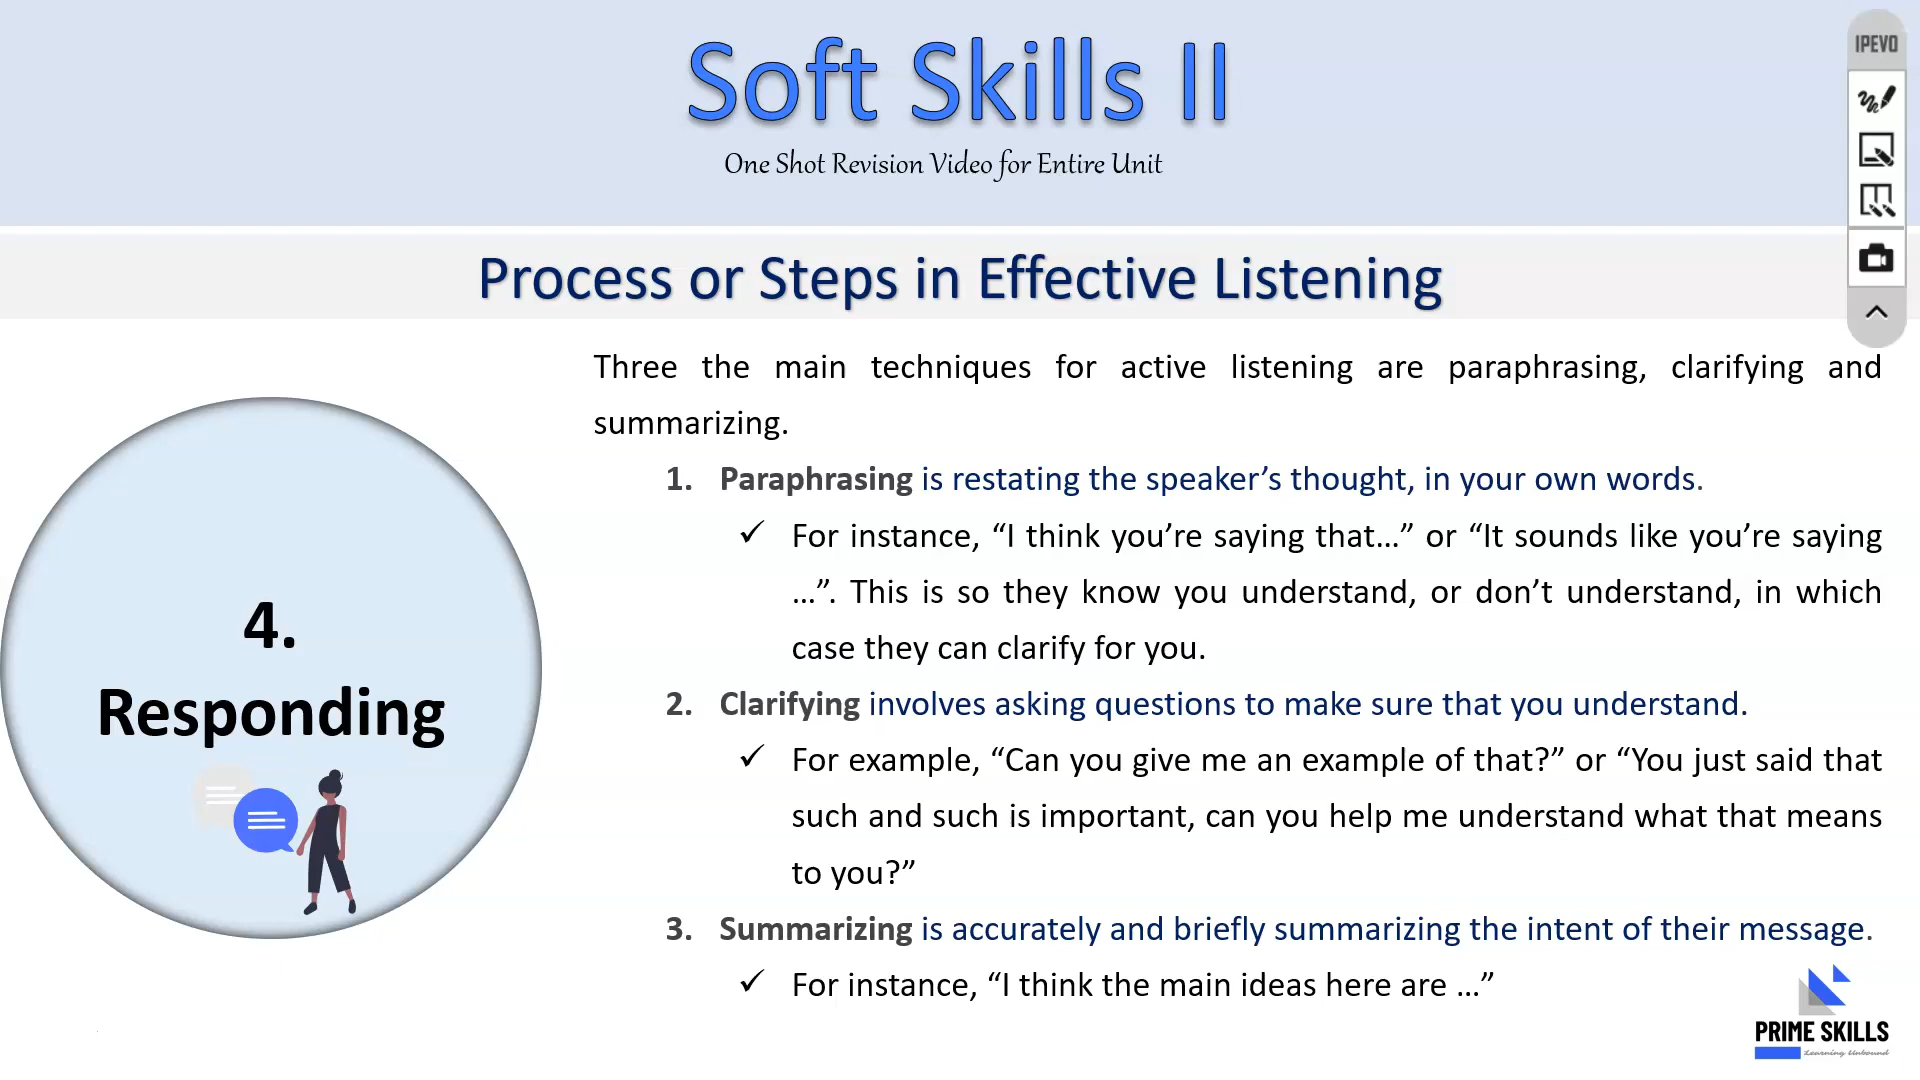 Soft Skills II
One Shot Revision Video for Entire Unit
IPEVO
Process or Steps in Effective Listening
Three the main techniques for active listening are paraphrasing, clarifying and
summarizing.
1. Paraphrasing is restating the speaker’s thought, in your own words.
✓ For instance, “I think you’re saying that…” or “It sounds like you’re saying
…”. This is so they know you understand, or don’t understand, in which
case they can clarify for you.
2. Clarifying involves asking questions to make sure that you understand.
✓ For example, “Can you give me an example of that?” or “You just said that
such and such is important, can you help me understand what that means
to you?”
3. Summarizing is accurately and briefly summarizing the intent of their message.
✓ For instance, “I think the main ideas here are …”
4.
Responding
PRIME SKILLS
Learning Unbound